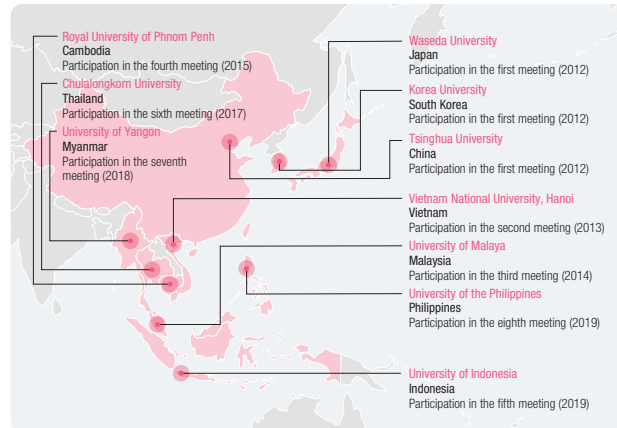 Royal University of Phnom Penh
Cambodia
Participation in the fourth meeting (2015)
Chulalongkorn University
Thailand
Participation in the sixth meeting (2017)
University of Yangon
Myanmar
Participation in the seventh
meeting (2018)
Waseda University
Japan
Participation in the first meeting (2012)
Korea University
South Korea
Participation in the first meeting (2012)
Tsinghua University
China
Participation in the first meeting (2012)
Vietnam National University, Hanoi
Vietnam
Participation in the second meeting (2013)
University of Malaya
Malaysia
Participation in the third meeting (2014)
University of the Philippines
Philippines
Participation in the eighth meeting (2019)
University of Indonesia
Indonesia
Participation in the fifth meeting (2019)